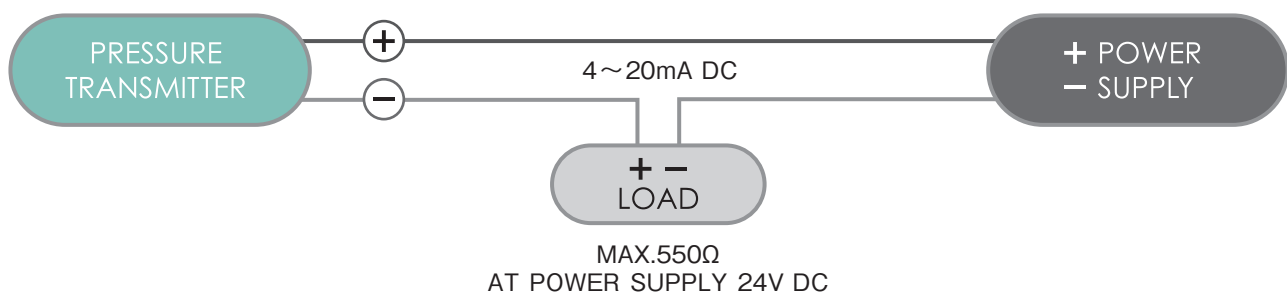 PRESSURE
TRANSMITTER
+
−
4～20mA DC
+ POWER
− SUPPLY
+ −
LOAD
MAX.550Ω
AT POWER SUPPLY 24V DC